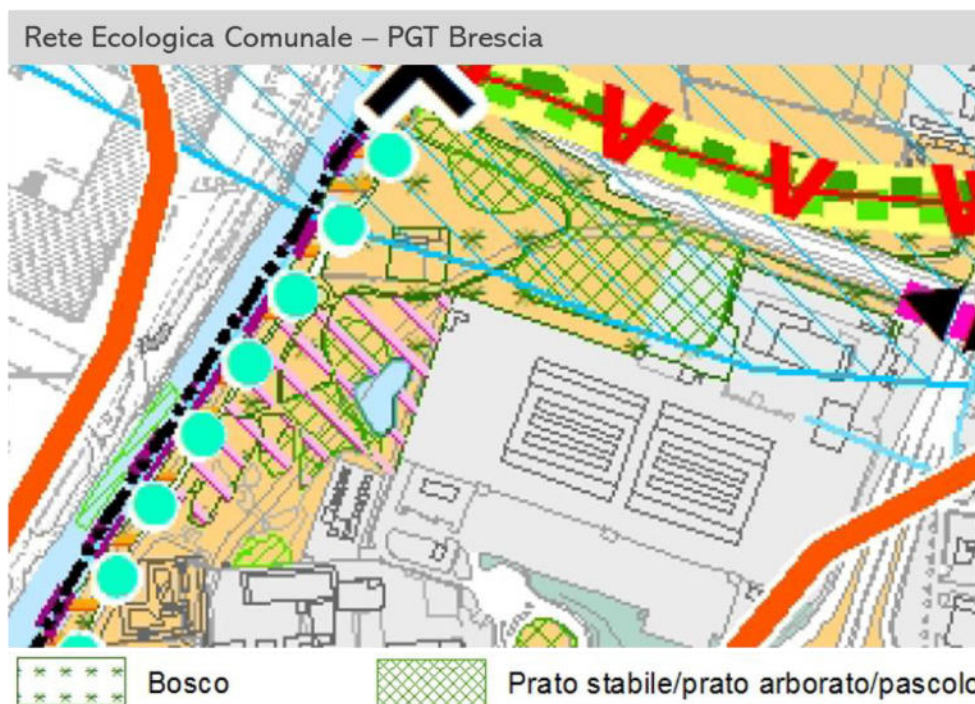 Rete Ecologica Comunale – PGT Brescia
V V V
Bosco
Prato stabile/prato arborato/pascolo